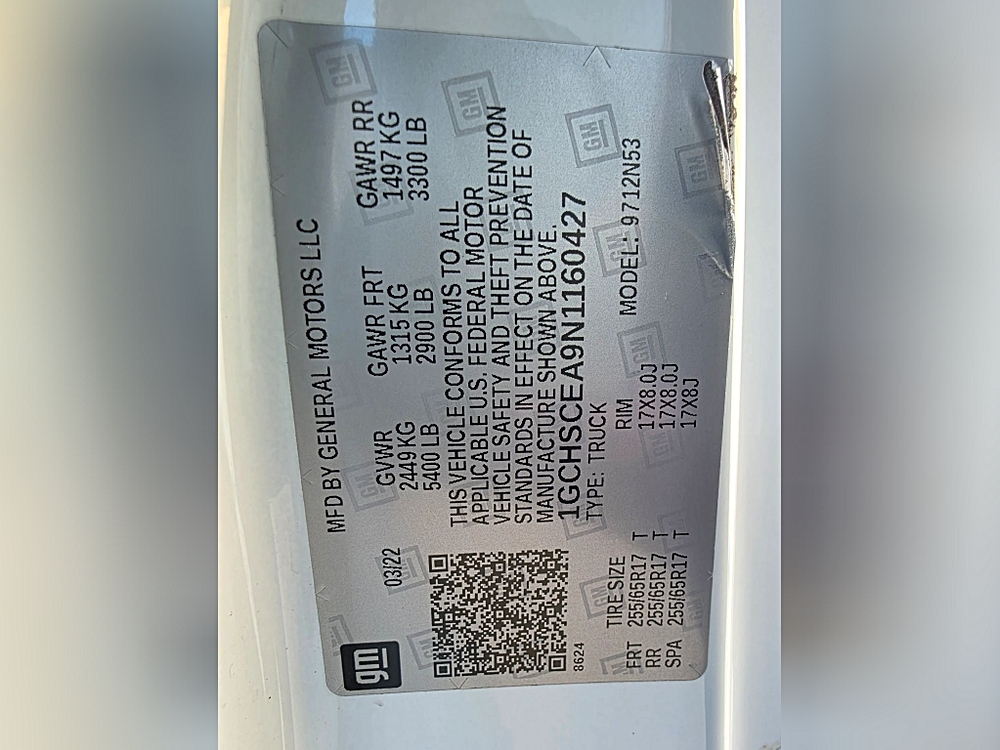 gm
03/22
MFD BY GENERAL MOTORS LLC
GVWR GAWR FRT GAWR RR
2449 KG 1315 KG 1497 KG
5400 LB 2900 LB 3300 LB
THIS VEHICLE CONFORMS TO ALL
APPLICABLE U.S. FEDERAL MOTOR
VEHICLE SAFETY AND THEFT PREVENTION
STANDARDS IN EFFECT ON THE DATE OF
MANUFACTURE SHOWN ABOVE.
1GCHSCEA9N1160427
8624
TYPE: TRUCK
TIRE SIZE RIM MODEL: 9712N53
FRT 255/65R17 T 17X8.0J
RR 255/65R17 T 17X8.0J
SPA 255/65R17 T 17X8J